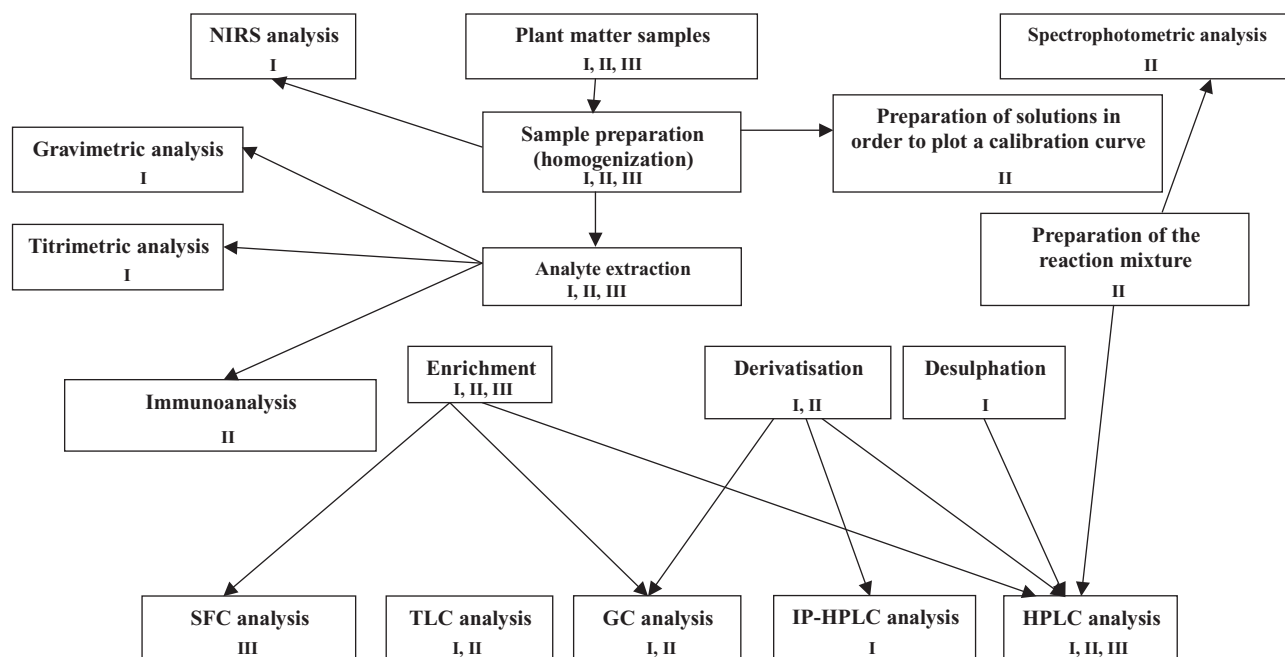 NIRS analysis
I
Plant matter samples
I, II, III
Spectrophotometric analysis
II
Gravimetric analysis
I
Sample preparation
(homogenization)
I, II, III
Preparation of solutions in
order to plot a calibration curve
II
Titrimetric analysis
I
Analyte extraction
I, II, III
Preparation of the
reaction mixture
II
Immunoanalysis
II
Enrichment
I, II, III
Derivatisation
I, II
Desulphation
I
SFC analysis
III
TLC analysis
I, II
GC analysis
I, II
IP-HPLC analysis
I
HPLC analysis
I, II, III